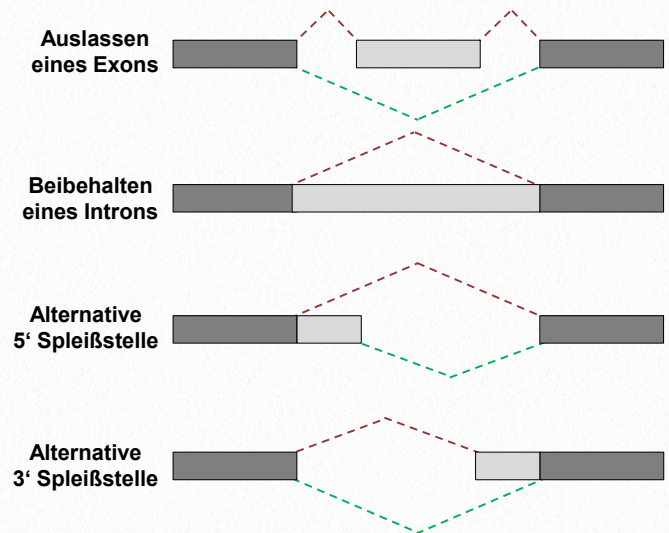 Auslassen
eines Exons
Beibehalten
eines Introns
Alternative
5‘ Spleißstelle
Alternative
3‘ Spleißstelle